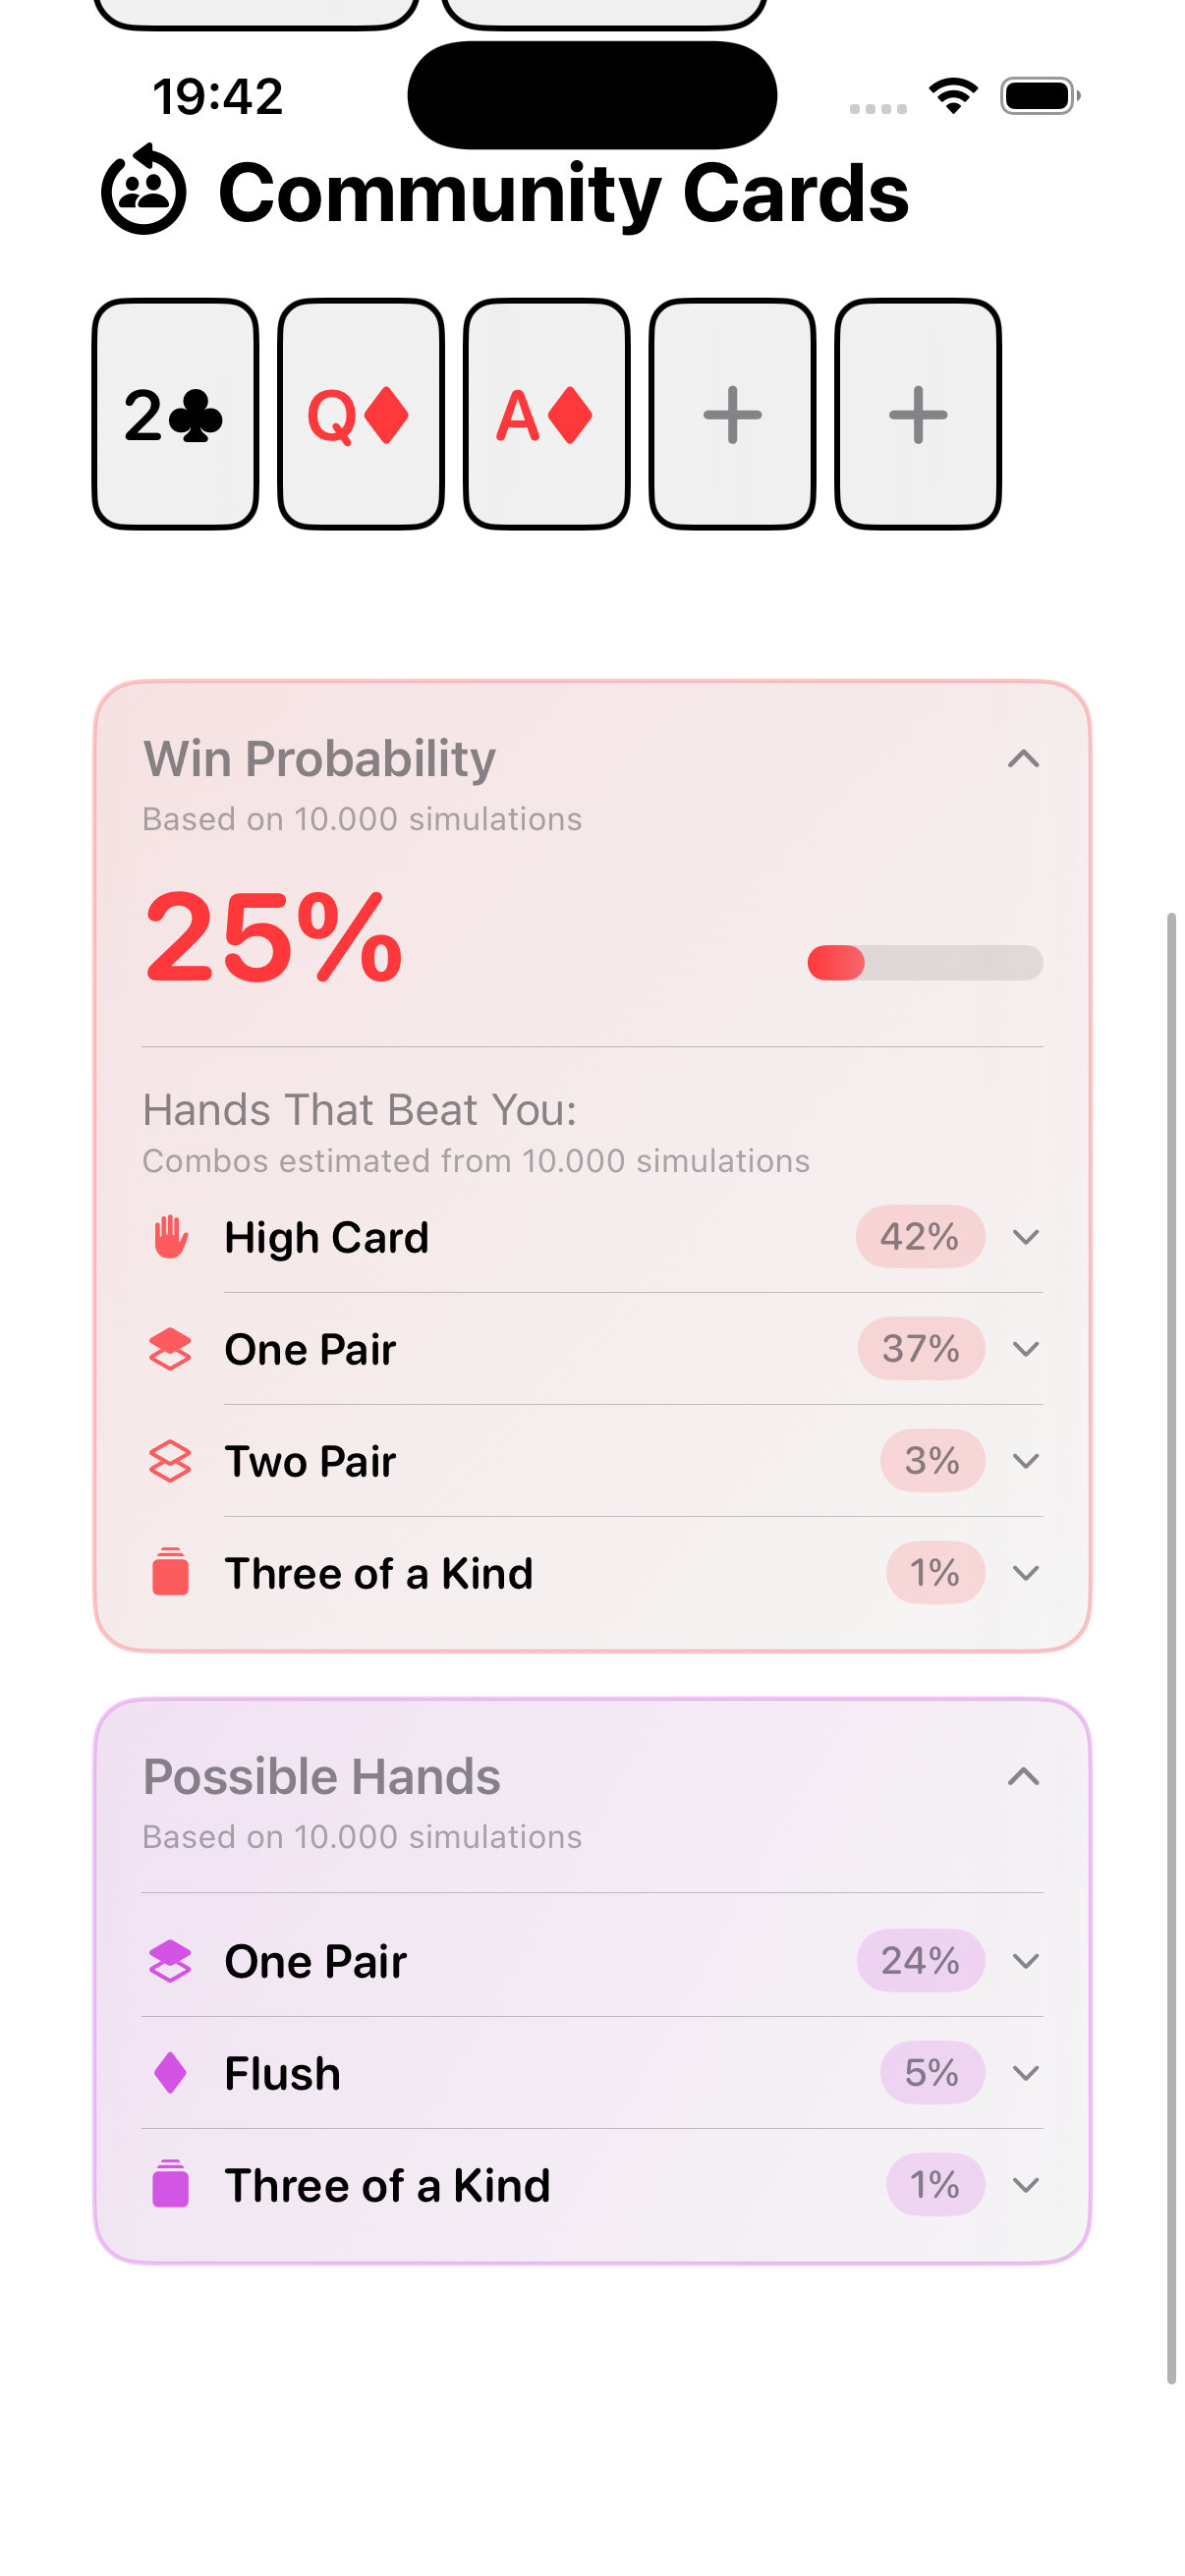 19:42
Community Cards
2♣ Q♦ A♦ + +
Win Probability
Based on 10.000 simulations
25%
Hands That Beat You:
Combos estimated from 10.000 simulations
High Card 42%
One Pair 37%
Two Pair 3%
Three of a Kind 1%
Possible Hands
Based on 10.000 simulations
One Pair 24%
Flush 5%
Three of a Kind 1%